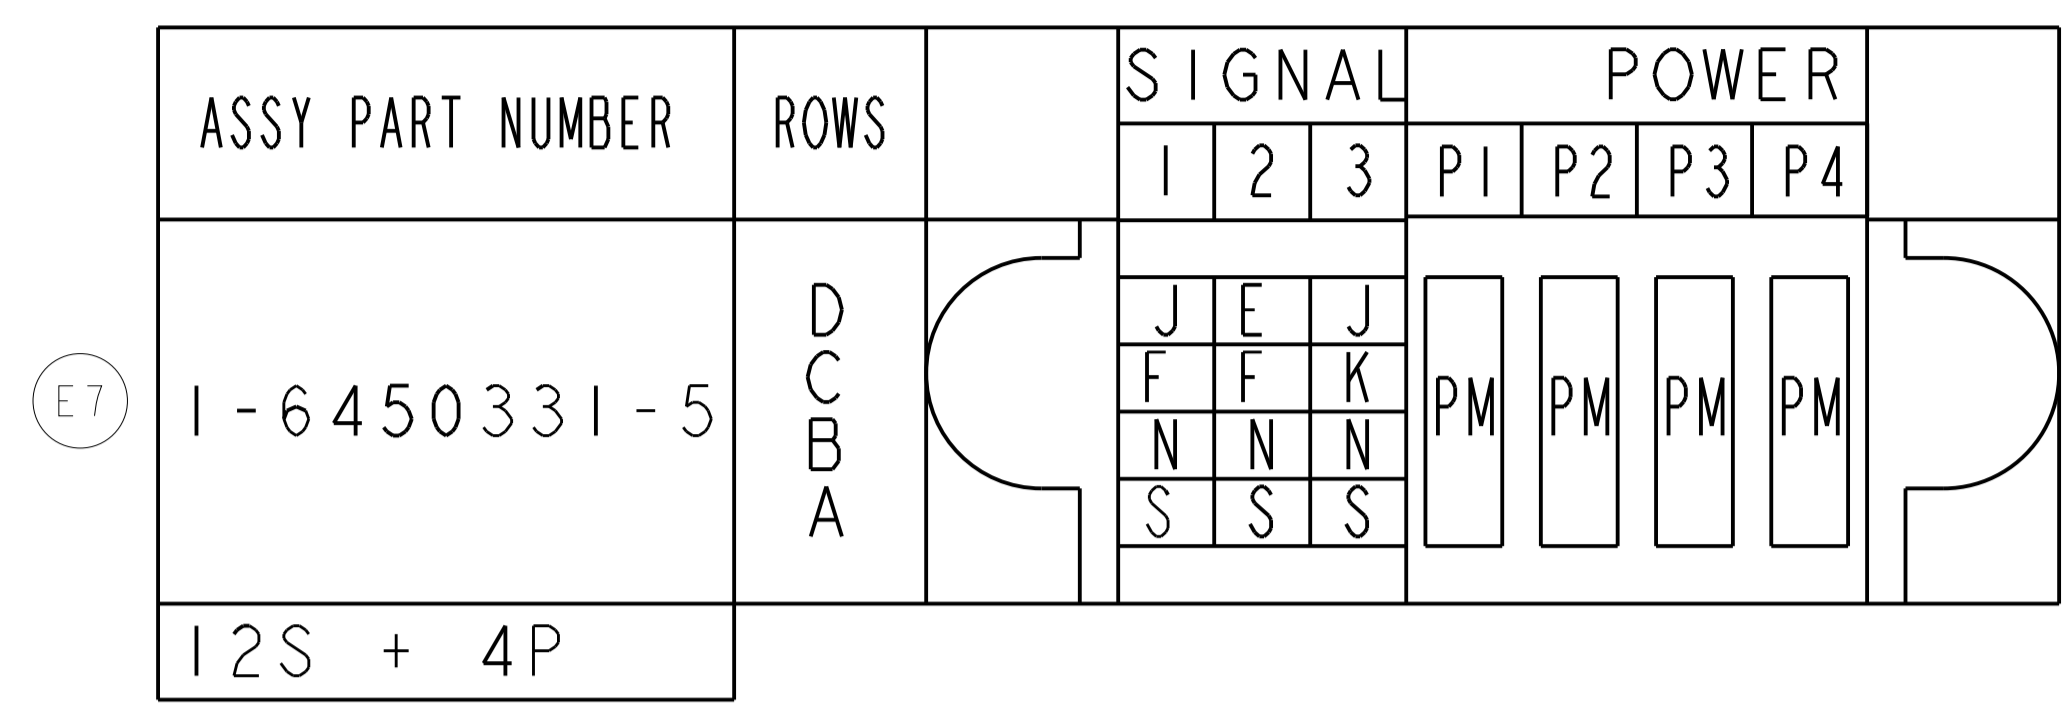 SIGNAL POWER
ASSY PART NUMBER ROWS
1 2 3 P1 P2 P3 P4
D J E J
C F F K
E7 1-6450331-5 PM PM PM PM
B N N N
A S S S
12S + 4P